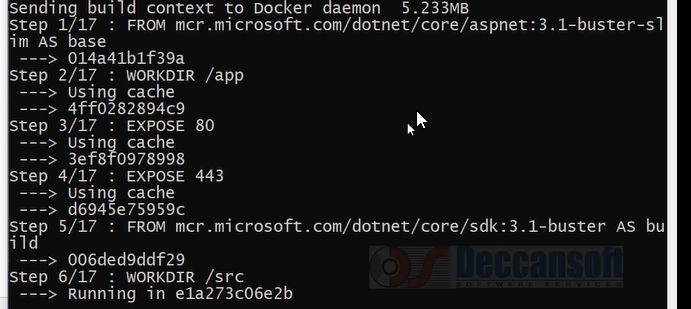 Sending build context to Docker daemon  5.233MB
Step 1/17 : FROM mcr.microsoft.com/dotnet/core/aspnet:3.1-buster-sl
im AS base
 ---> 014a41b1f39a
Step 2/17 : WORKDIR /app
 ---> Using cache
 ---> 4ff0282894c9
Step 3/17 : EXPOSE 80
 ---> Using cache
 ---> 3ef8f0978998
Step 4/17 : EXPOSE 443
 ---> Using cache
 ---> d6945e75959c
Step 5/17 : FROM mcr.microsoft.com/dotnet/core/sdk:3.1-buster AS bu
ild
 ---> 006ded9ddf29
Step 6/17 : WORKDIR /src
 ---> Running in e1a273c06e2b
Deccansoft
SOFTWARE SERVICES